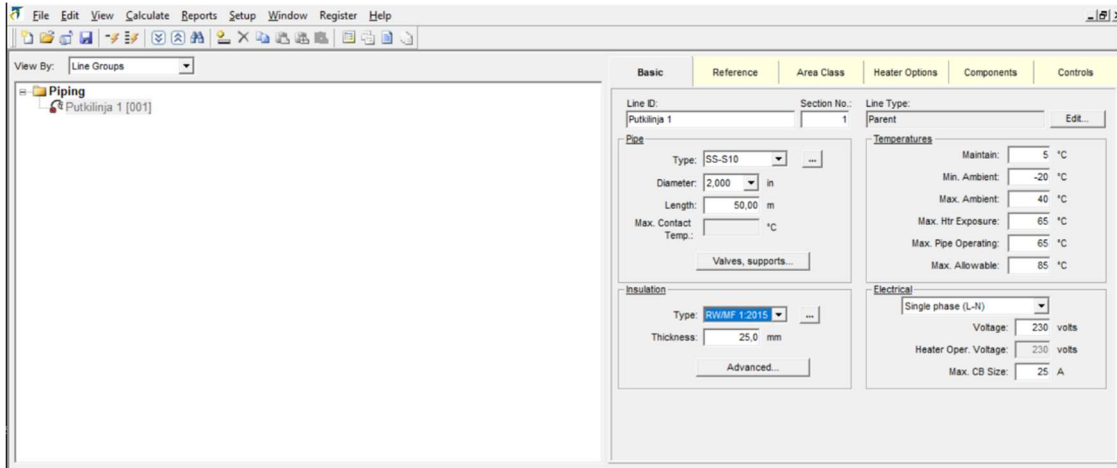 File Edit View Calculate Reports Setup Window Register Help
View By: Line Groups
Piping
Putkilinja 1 [001]
Basic Reference Area Class Heater Options Components Controls
Line ID: Section No.: Line Type:
Putkilinja 1 1 Parent Edit...
Pipe
Type: SS-S10 ...
Diameter: 2,000 in
Length: 50,00 m
Max. Contact Temp.: °C
Valves, supports...
Temperatures
Maintain: 5 °C
Min. Ambient: -20 °C
Max. Ambient: 40 °C
Max. Htr Exposure: 65 °C
Max. Pipe Operating: 65 °C
Max. Allowable: 85 °C
Insulation
Type: RW/MF 1:2015 ...
Thickness: 25,0 mm
Advanced...
Electrical
Single phase (L-N)
Voltage: 230 volts
Heater Oper. Voltage: 230 volts
Max. CB Size: 25 A